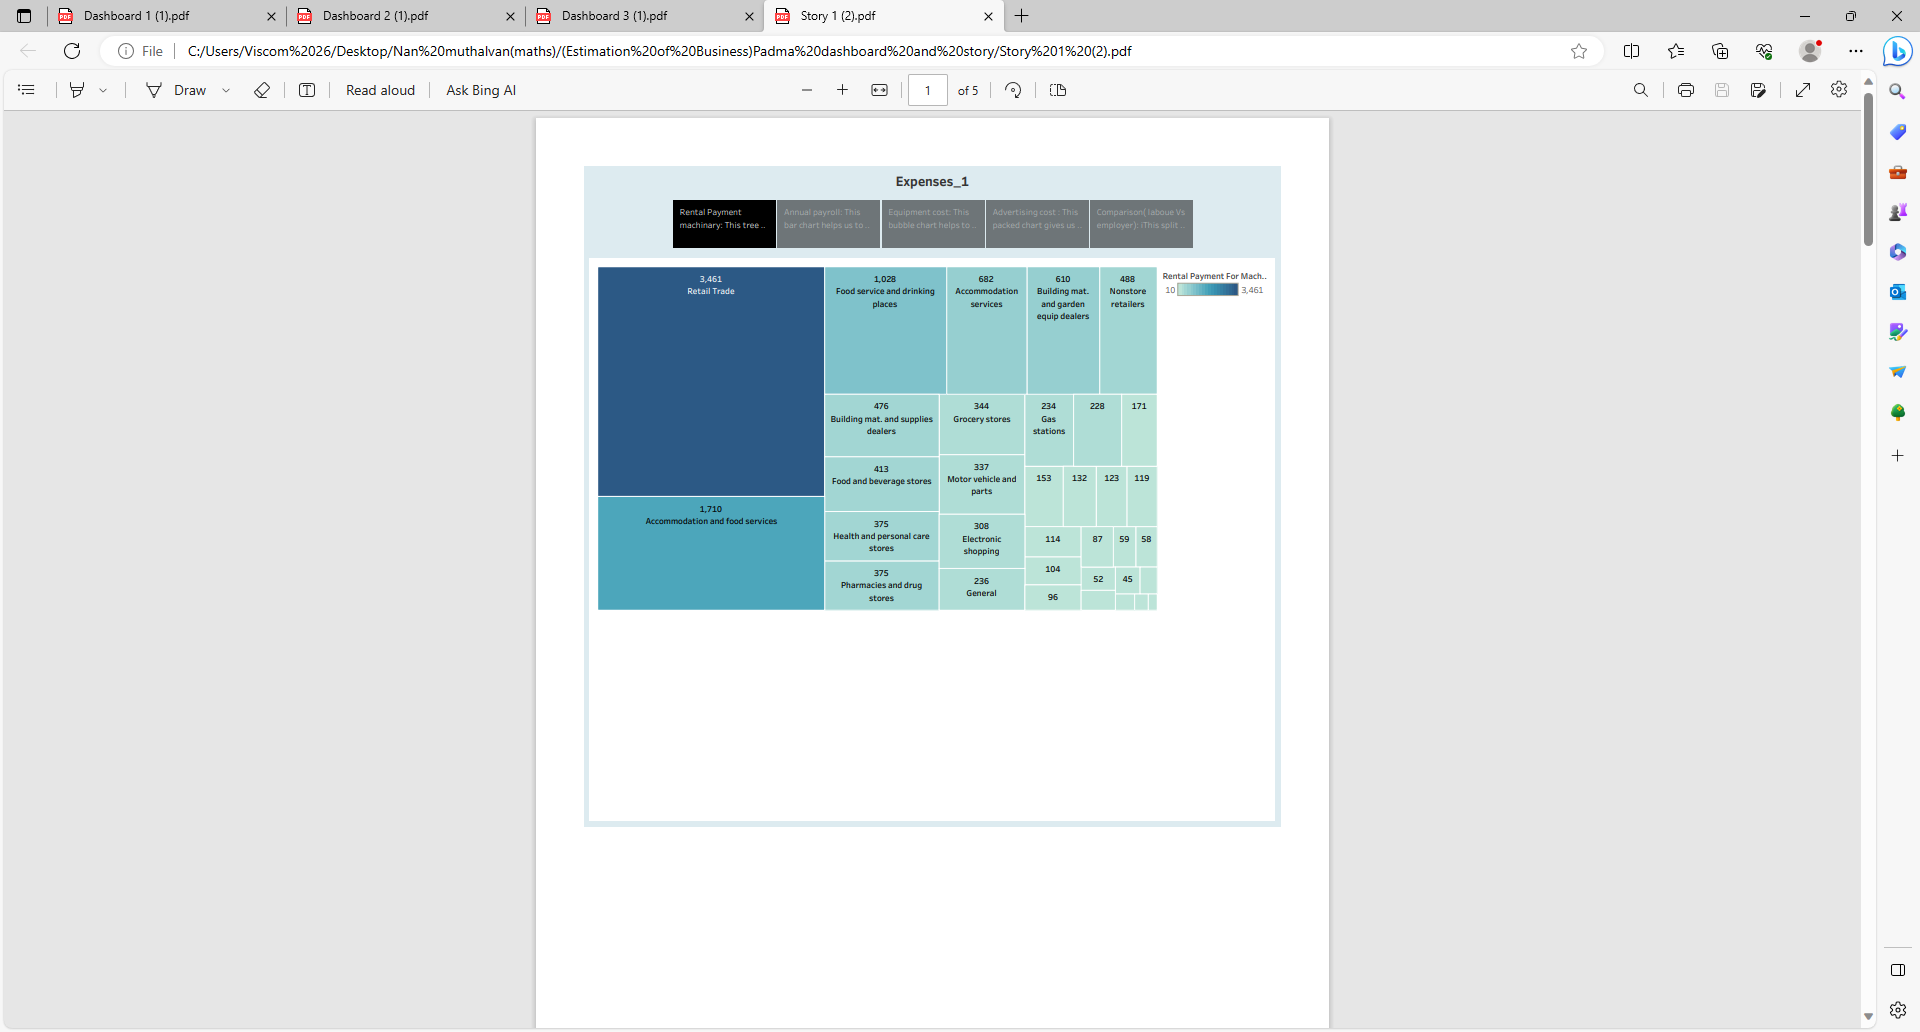 Dashboard 1 (1).pdf
Dashboard 2 (1).pdf
Dashboard 3 (1).pdf
Story 1 (2).pdf
File
C:/Users/Viscom%2026/Desktop/Nan%20muthalvan(maths)/(Estimation%20of%20Business)Padma%20dashboard%20and%20story/Story%201%20(2).pdf
Draw
Read aloud
Ask Bing AI
1
of 5
Expenses_1
Rental Payment
machinary: This tree ..
Annual payroll: This
bar chart helps us to ..
Equipment cost: This
bubble chart helps to ..
Advertising cost : This
packed chart gives us ..
Comparison( laboue Vs
employer): iThis split ..
3,461
Retail Trade
1,710
Accommodation and food services
1,028
Food service and drinking
places
682
Accommodation
services
610
Building mat.
and garden
equip dealers
488
Nonstore
retailers
Rental Payment For Mach..
10
3,461
476
Building mat. and supplies
dealers
413
Food and beverage stores
375
Health and personal care
stores
375
Pharmacies and drug
stores
344
Grocery stores
337
Motor vehicle and
parts
308
Electronic
shopping
236
General
234
Gas
stations
228
171
153
132
123
119
114
104
96
87
59
58
52
45